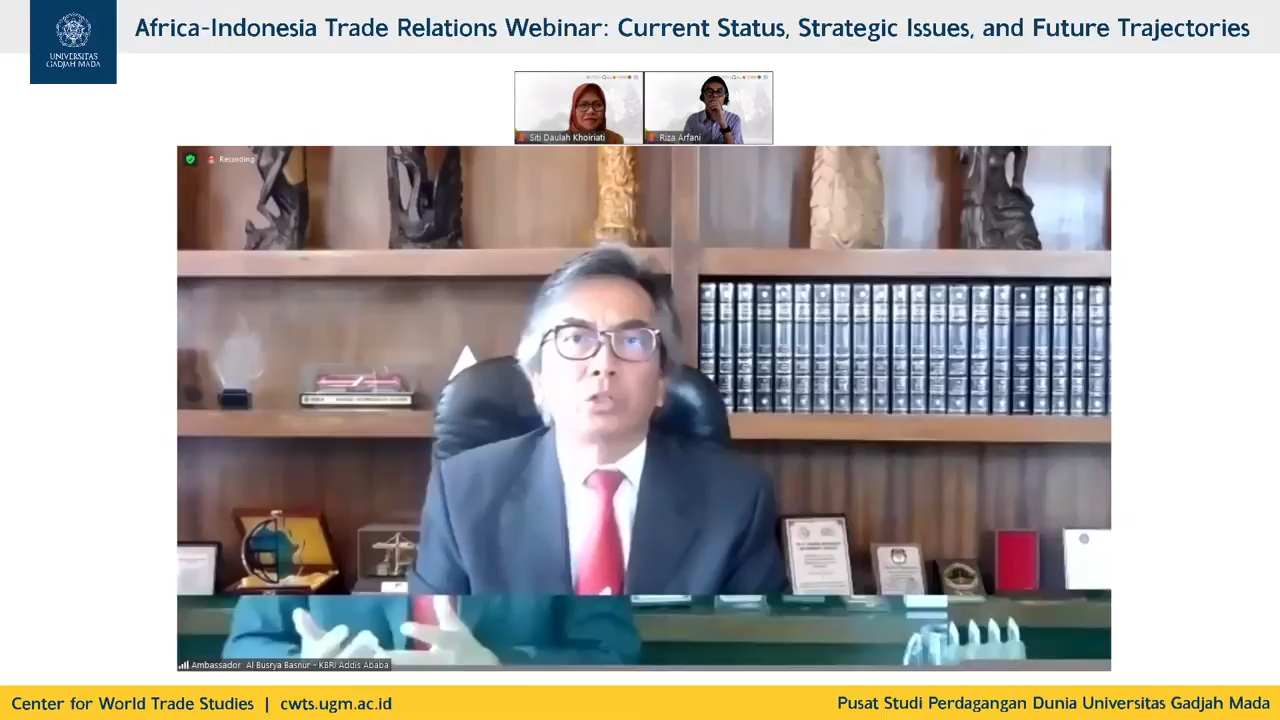 Africa-Indonesia Trade Relations Webinar: Current Status, Strategic Issues, and Future Trajectories
UNIVERSITAS
GADJAH MADA
Siti Daulah Khoiriati
Riza Arfani
Recording
Ambassador Al Busrya Basnur - KBRI Addis Ababa
Center for World Trade Studies | cwts.ugm.ac.id
Pusat Studi Perdagangan Dunia Universitas Gadjah Mada